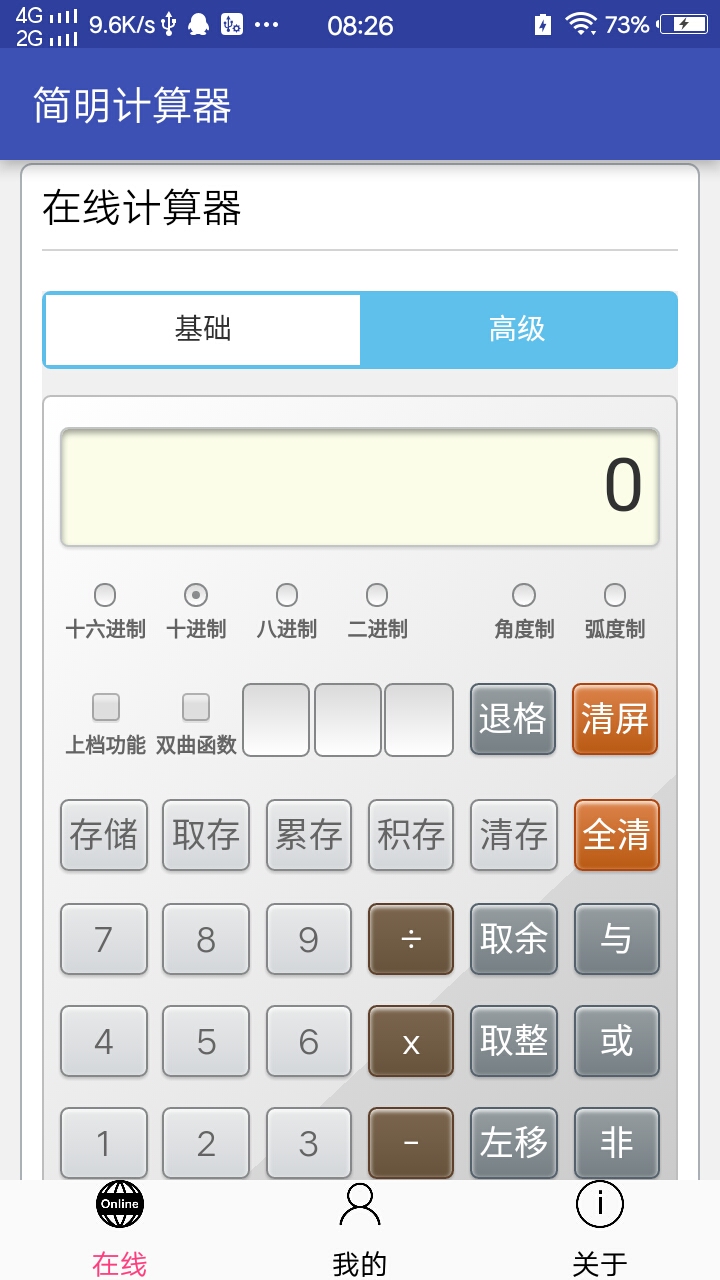 4G 2G 9.6K/s 08:26 73%
简明计算器
在线计算器
基础 高级
0
十六进制 十进制 八进制 二进制 角度制 弧度制
上档功能 双曲函数 退格 清屏
存储 取存 累存 积存 清存 全清
7 8 9 ÷ 取余 与
4 5 6 x 取整 或
1 2 3 - 左移 非
Online
在线 我的 关于